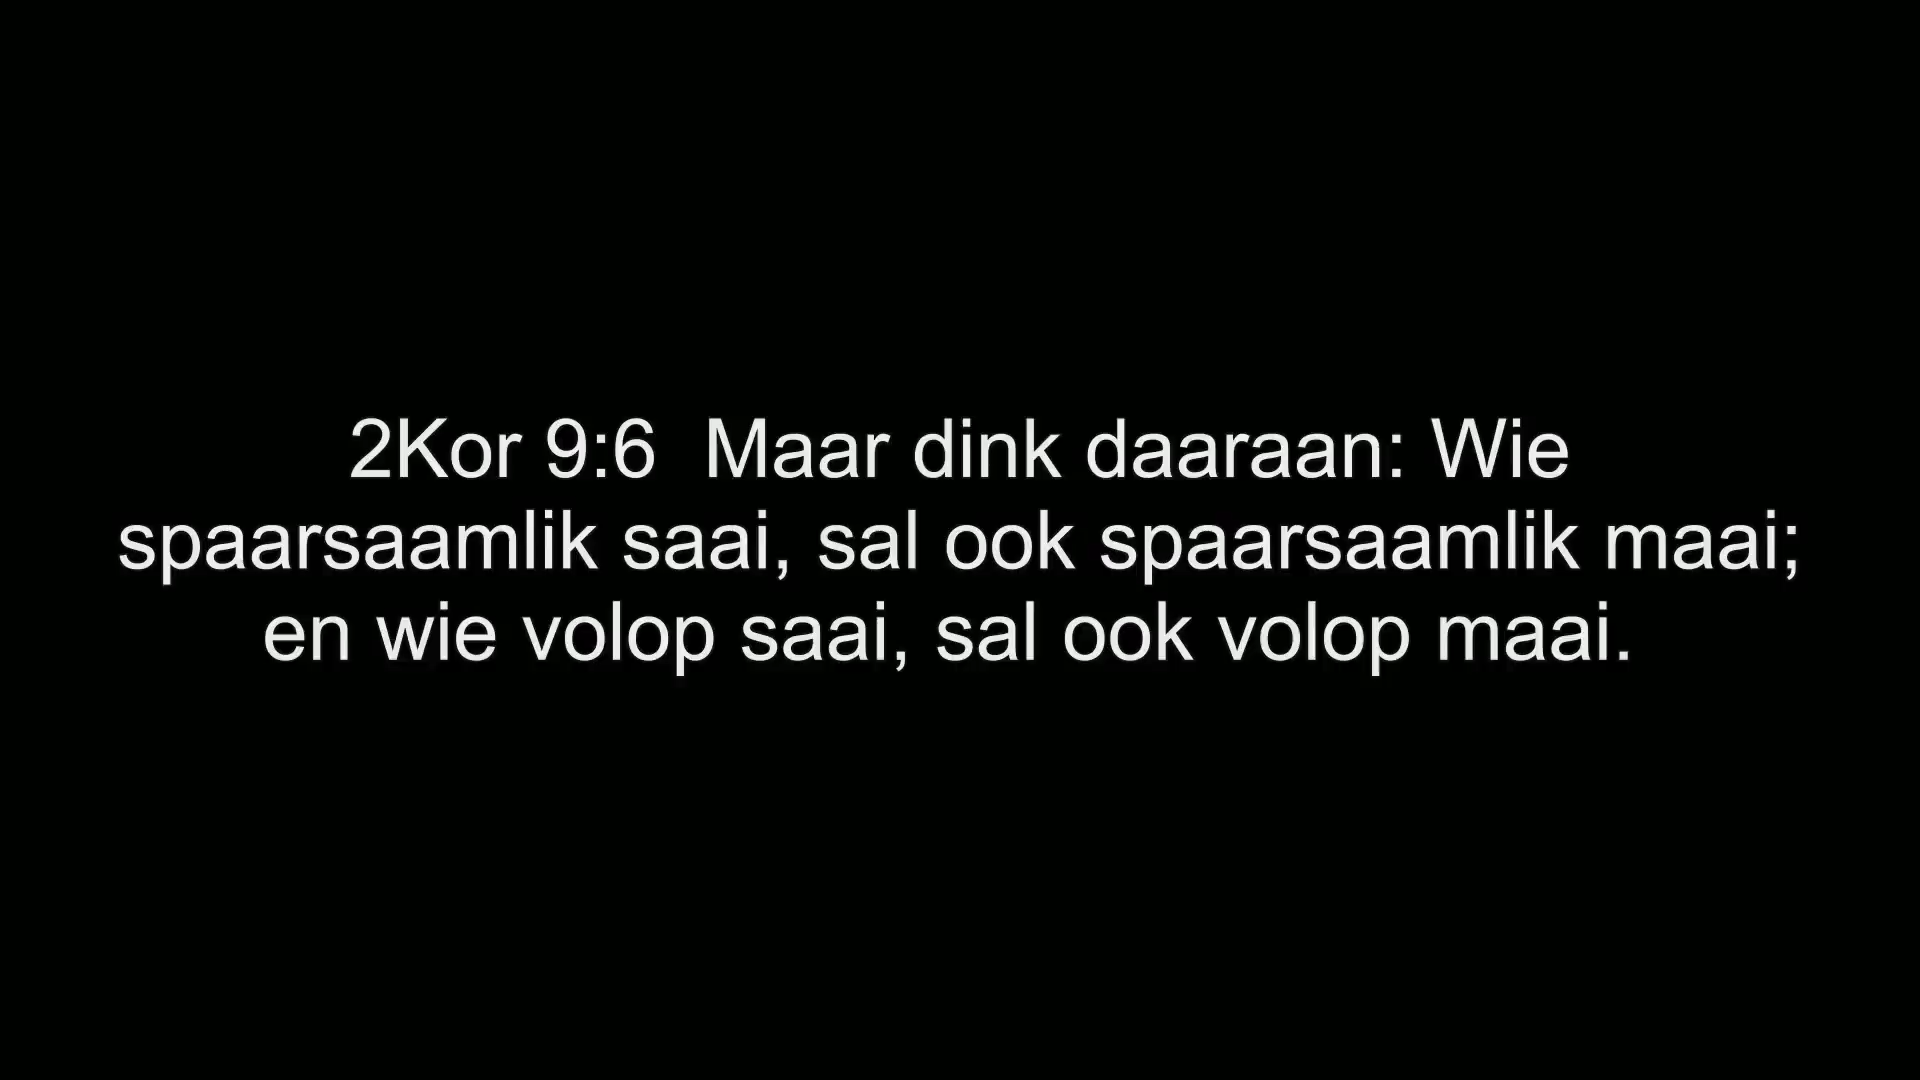 2Kor 9:6  Maar dink daaraan: Wie
spaarsaamlik saai, sal ook spaarsaamlik maai;
en wie volop saai, sal ook volop maai.